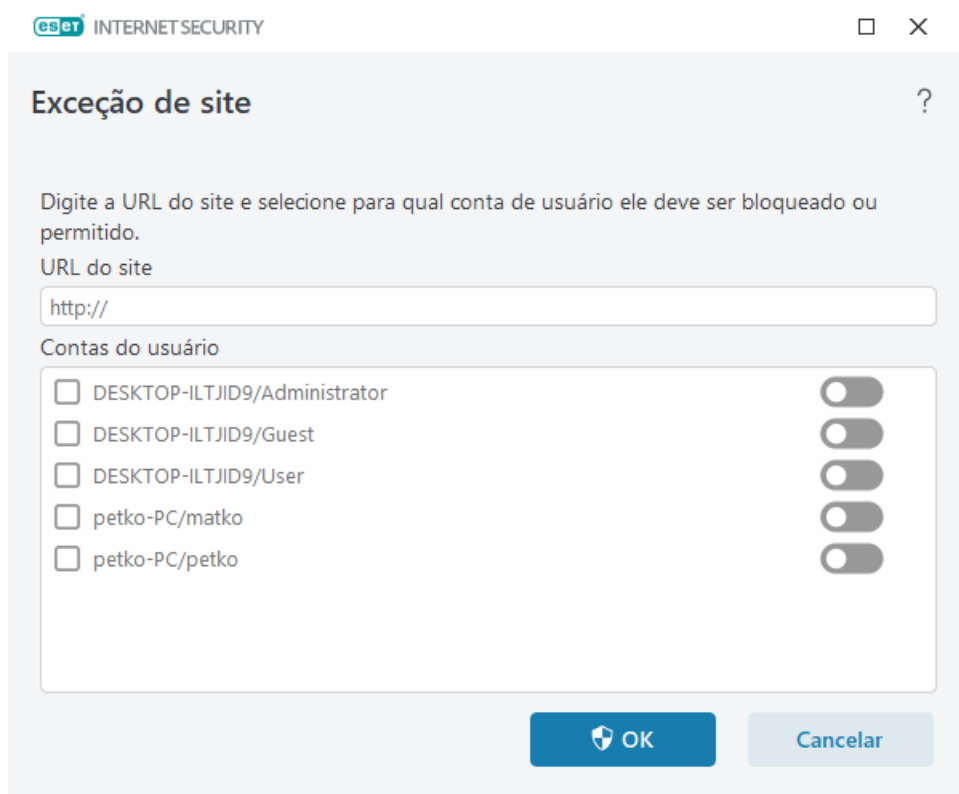 eset INTERNET SECURITY
Exceção de site
?
Digite a URL do site e selecione para qual conta de usuário ele deve ser bloqueado ou
permitido.
URL do site
http://
Contas do usuário
DESKTOP-ILTJID9/Administrator
DESKTOP-ILTJID9/Guest
DESKTOP-ILTJID9/User
petko-PC/matko
petko-PC/petko
OK Cancelar